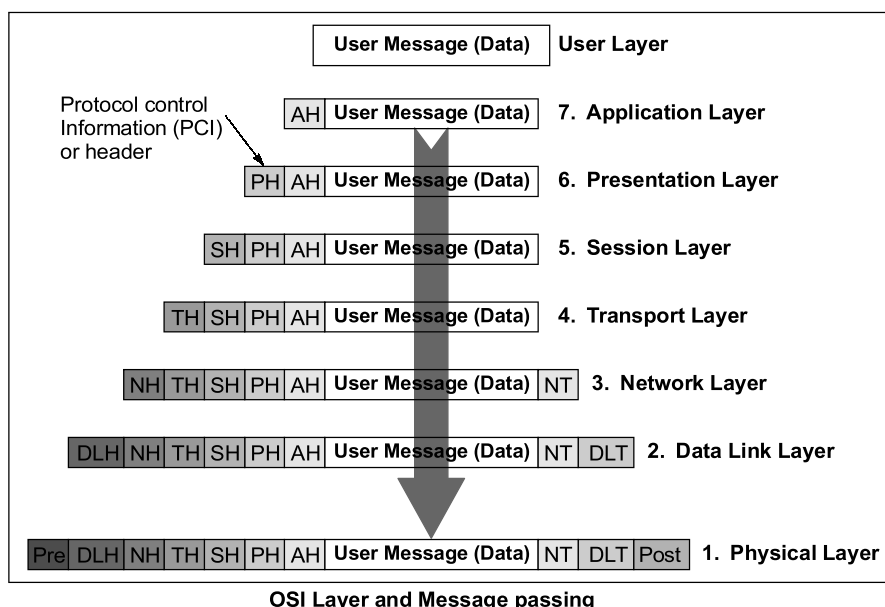 User Message (Data) User Layer
Protocol control
Information (PCI)
or header
AH User Message (Data) 7. Application Layer
PH AH User Message (Data) 6. Presentation Layer
SH PH AH User Message (Data) 5. Session Layer
TH SH PH AH User Message (Data) 4. Transport Layer
NH TH SH PH AH User Message (Data) NT 3. Network Layer
DLH NH TH SH PH AH User Message (Data) NT DLT 2. Data Link Layer
Pre DLH NH TH SH PH AH User Message (Data) NT DLT Post 1. Physical Layer
OSI Layer and Message passing